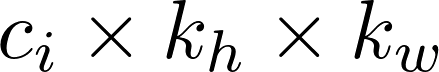 c_i × k_h × k_w